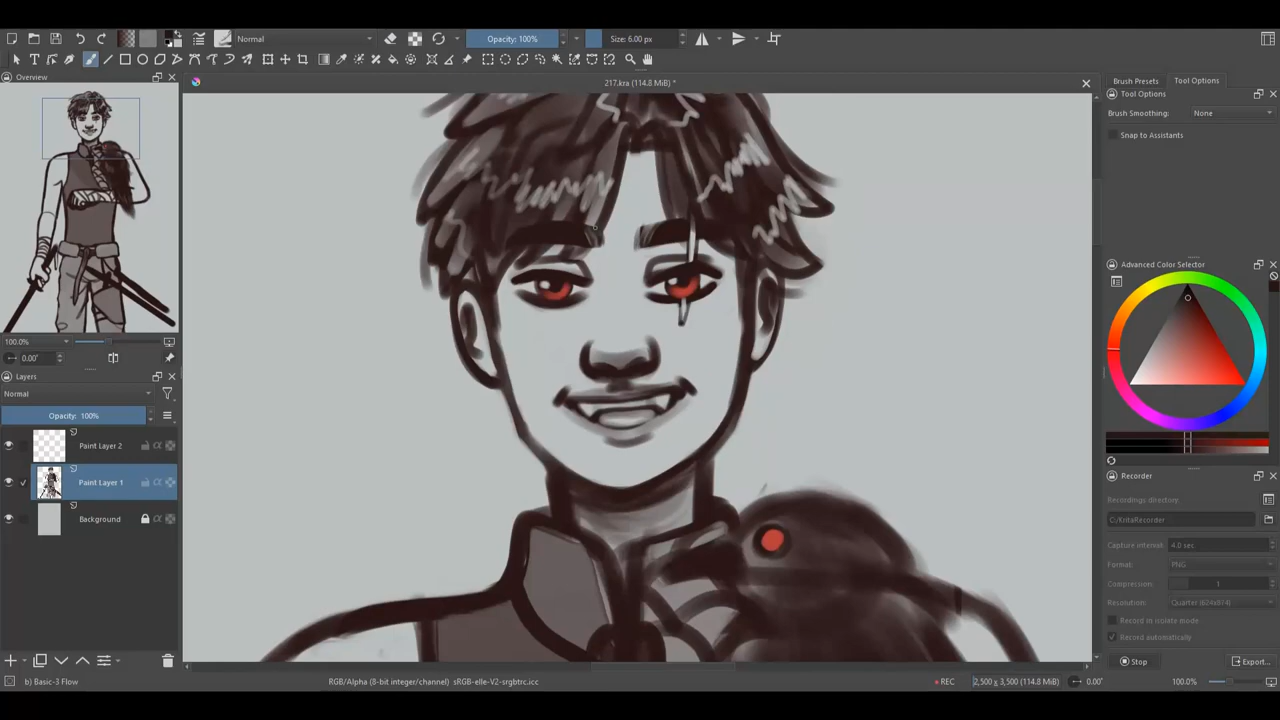 Normal
Opacity: 100%
Size: 6.00 px
Overview
217.kra (114.8 MiB) *
Brush Presets
Tool Options
Tool Options
Brush Smoothing:
None
Snap to Assistants
Advanced Color Selector
100.0%
0.00°
Layers
Normal
Opacity: 100%
Paint Layer 2
Paint Layer 1
Background
Recorder
Recordings directory:
C:/KritaRecorder
Capture interval:
4.0 sec.
Format:
PNG
Compression:
1
Resolution:
Quarter (624x874)
Record in isolate mode
Record automatically
Stop
Export...
b) Basic-3 Flow
RGB/Alpha (8-bit integer/channel) sRGB-elle-V2-srgbtrc.icc
REC
2,500 x 3,500 (114.8 MiB)
0.00°
100.0%